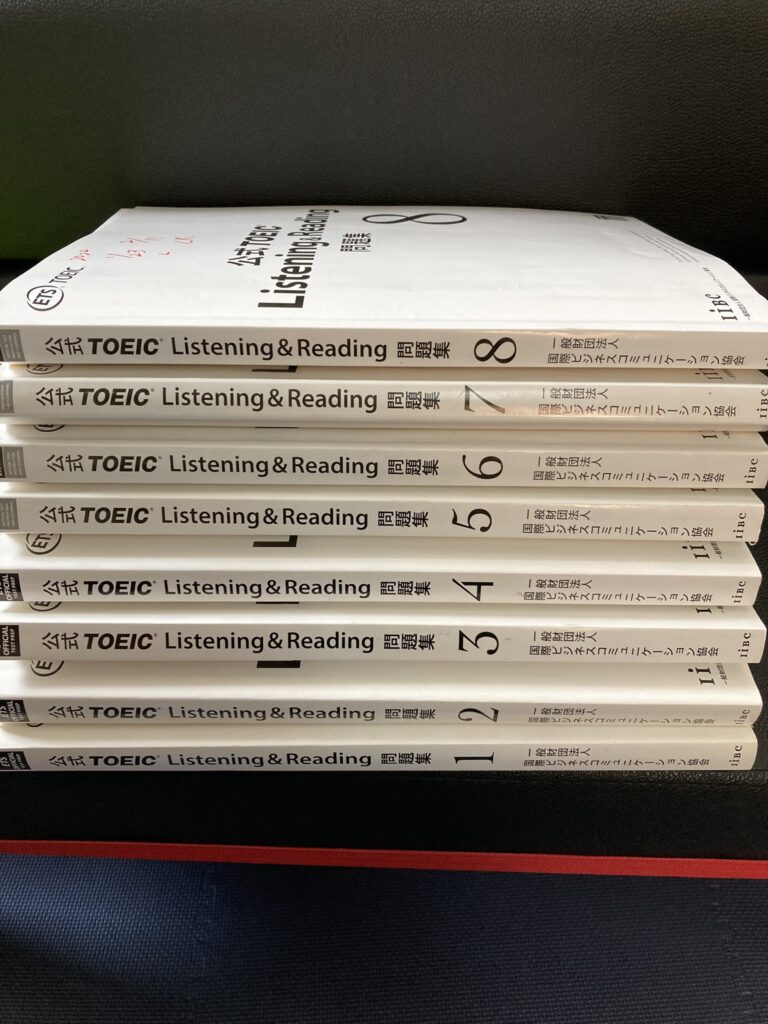 ETS TOEIC
1/23 2/11
L LR
公式 TOEIC
Listening & Reading
問題集
8
IIBC
公式 TOEIC® Listening & Reading 問題集 8 一般財団法人 国際ビジネスコミュニケーション協会
公式 TOEIC® Listening & Reading 問題集 7 一般財団法人 国際ビジネスコミュニケーション協会 IIBC
公式 TOEIC® Listening & Reading 問題集 6 一般財団法人 国際ビジネスコミュニケーション協会 IIBC
公式 TOEIC® Listening & Reading 問題集 5 一般財団法人 国際ビジネスコミュニケーション協会 IIBC
OFFICIAL TEST PREP 公式 TOEIC® Listening & Reading 問題集 4 一般財団法人 国際ビジネスコミュニケーション協会 IIBC
OFFICIAL TEST PREP 公式 TOEIC® Listening & Reading 問題集 3 一般財団法人 国際ビジネスコミュニケーション協会 IIBC
公式 TOEIC® Listening & Reading 問題集 2 一般財団法人 国際ビジネスコミュニケーション協会 IIBC
公式 TOEIC® Listening & Reading 問題集 1 一般財団法人 国際ビジネスコミュニケーション協会 IIBC